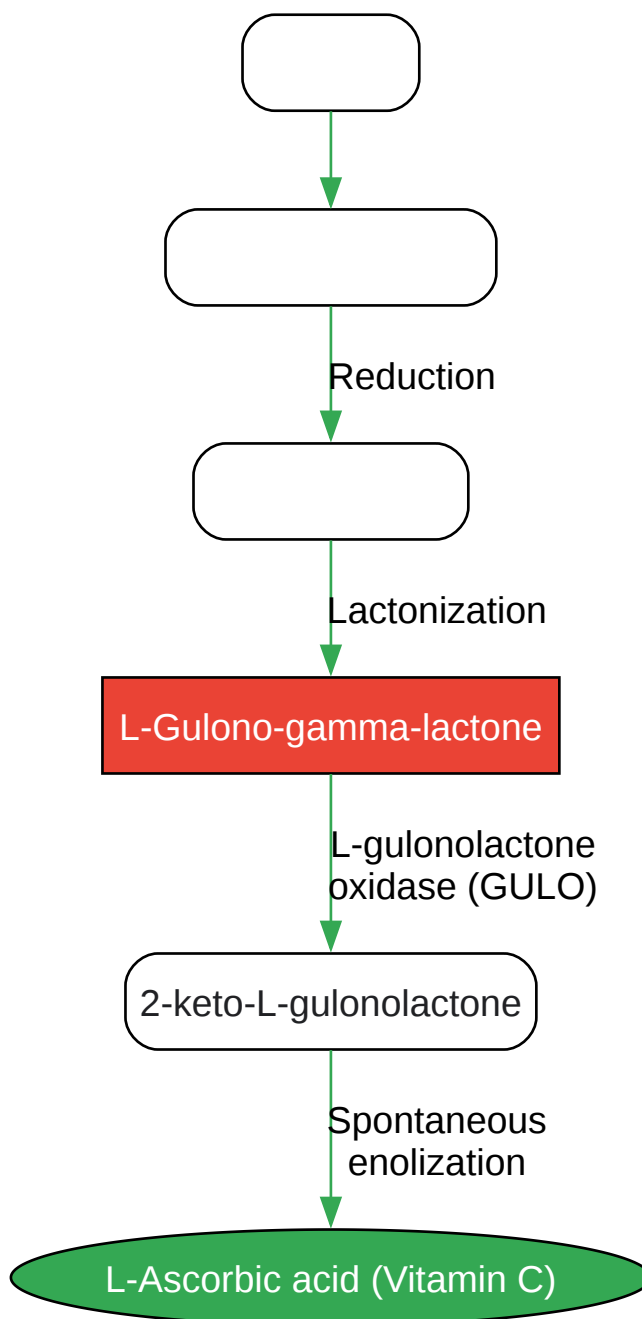 Reduction
Lactonization
L-Gulono-gamma-lactone
L-gulonolactone
oxidase (GULO)
2-keto-L-gulonolactone
Spontaneous
enolization
L-Ascorbic acid (Vitamin C)